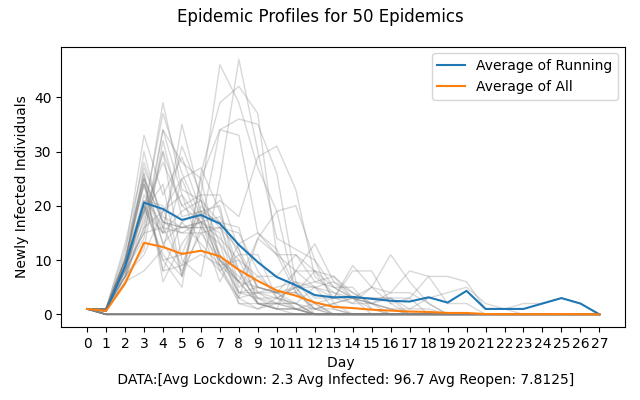 Epidemic Profiles for 50 Epidemics
Average of Running
Average of All
Newly Infected Individuals
40
30
20
10
0
0 1 2 3 4 5 6 7 8 9 10 11 12 13 14 15 16 17 18 19 20 21 22 23 24 25 26 27
Day
DATA:[Avg Lockdown: 2.3 Avg Infected: 96.7 Avg Reopen: 7.8125]